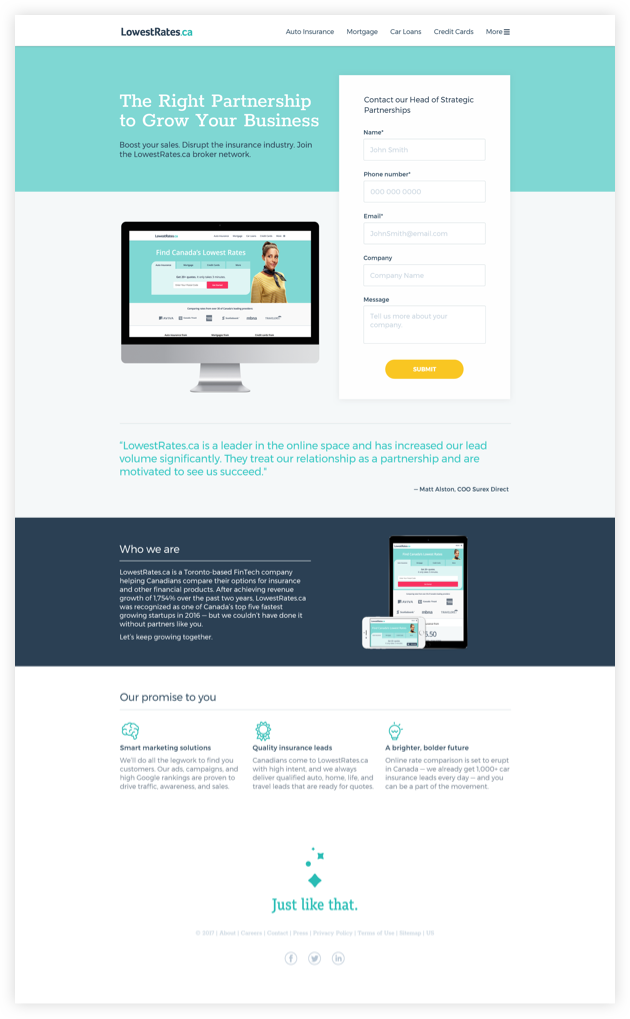 LowestRates.ca
Auto Insurance Mortgage Car Loans Credit Cards More
The Right Partnership
to Grow Your Business
Boost your sales. Disrupt the insurance industry. Join
the LowestRates.ca broker network.
Contact our Head of Strategic
Partnerships
Name*
John Smith
Phone number*
000 000 0000
Email*
JohnSmith@email.com
Company
Company Name
Message
Tell us more about your
company
SUBMIT
Find Canada's Lowest Rates
"LowestRates.ca is a leader in the online space and has increased our lead
volume significantly. They treat our relationship as a partnership and are
motivated to see us succeed."
— Matt Alston, COO Surex Direct
Who we are
LowestRates.ca is a Toronto-based FinTech company
helping Canadians compare their options for insurance
and other financial products. After achieving revenue
growth of 1,754% over the past two years, LowestRates.ca
was recognized as one of Canada's top five fastest
growing startups in 2016 — but we couldn't have done it
without partners like you.
Let's keep growing together.
Our promise to you
Smart marketing solutions
We'll do all the legwork to find you
customers. Our ads, campaigns, and
high Google rankings are proven to
drive traffic, awareness, and sales.
Quality insurance leads
Canadians come to LowestRates.ca
with high intent, and we always
deliver qualified auto, home, life, and
travel leads that are ready for quotes.
A brighter, bolder future
Online rate comparison is set to erupt
in Canada — we already get 1,000+ car
insurance leads every day — and you
can be a part of the movement.
Just like that.
© 2017 | About | Careers | Contact | Press | Privacy Policy | Terms of Use | Sitemap | US